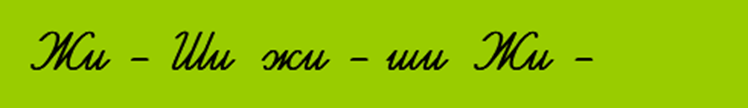 Жи – Ши жи – ши Жи –